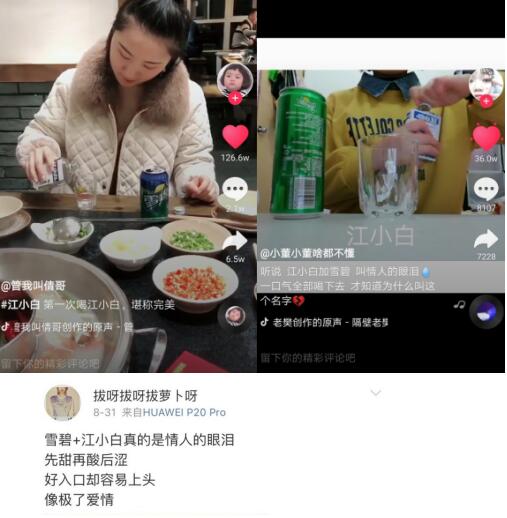 126.6w
2.1w
6.5w
@管我叫倩哥
#江小白 第一次喝江小白，堪称完美
我叫倩哥创作的原声 - 管
留下你的精彩评论吧
36.0w
8107
7228
江小白
@小董小董啥都不懂
听说 江小白加雪碧 叫情人的眼泪💧
一口气全部喝下去 才知道为什么叫这
个名字💔
老樊创作的原声 - 隔壁老樊
留下你的精彩评论吧
拔呀拔呀拔萝卜呀
8-31 来自HUAWEI P20 Pro
雪碧+江小白真的是情人的眼泪
先甜再酸后涩
好入口却容易上头
像极了爱情